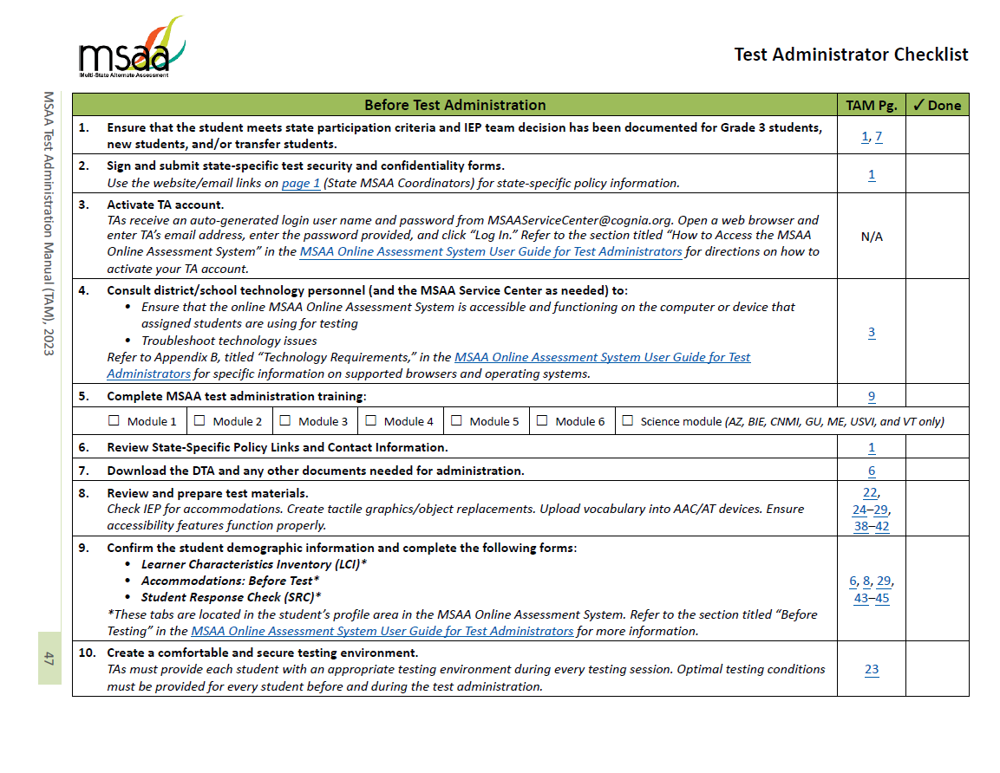 msaa
Multi-State Alternate Assessment
Test Administrator Checklist
MSAA Test Administration Manual (TAM), 2023
47
Before Test Administration TAM Pg. ✓ Done
1. Ensure that the student meets state participation criteria and IEP team decision has been documented for Grade 3 students,
new students, and/or transfer students.
1, 7
2. Sign and submit state-specific test security and confidentiality forms.
Use the website/email links on page 1 (State MSAA Coordinators) for state-specific policy information.
1
3. Activate TA account.
TAs receive an auto-generated login user name and password from MSAAServiceCenter@cognia.org. Open a web browser and
enter TA's email address, enter the password provided, and click “Log In.” Refer to the section titled “How to Access the MSAA
Online Assessment System” in the MSAA Online Assessment System User Guide for Test Administrators for directions on how to
activate your TA account.
N/A
4. Consult district/school technology personnel (and the MSAA Service Center as needed) to:
• Ensure that the online MSAA Online Assessment System is accessible and functioning on the computer or device that
assigned students are using for testing
• Troubleshoot technology issues
Refer to Appendix B, titled “Technology Requirements,” in the MSAA Online Assessment System User Guide for Test
Administrators for specific information on supported browsers and operating systems.
3
5. Complete MSAA test administration training: 9
☐ Module 1 ☐ Module 2 ☐ Module 3 ☐ Module 4 ☐ Module 5 ☐ Module 6 ☐ Science module (AZ, BIE, CNMI, GU, ME, USVI, and VT only)
6. Review State-Specific Policy Links and Contact Information. 1
7. Download the DTA and any other documents needed for administration. 6
8. Review and prepare test materials.
Check IEP for accommodations. Create tactile graphics/object replacements. Upload vocabulary into AAC/AT devices. Ensure
accessibility features function properly.
22,
24–29,
38–42
9. Confirm the student demographic information and complete the following forms:
• Learner Characteristics Inventory (LCI)*
• Accommodations: Before Test*
• Student Response Check (SRC)*
*These tabs are located in the student's profile area in the MSAA Online Assessment System. Refer to the section titled “Before
Testing” in the MSAA Online Assessment System User Guide for Test Administrators for more information.
6, 8, 29,
43–45
10. Create a comfortable and secure testing environment.
TAs must provide each student with an appropriate testing environment during every testing session. Optimal testing conditions
must be provided for every student before and during the test administration.
23